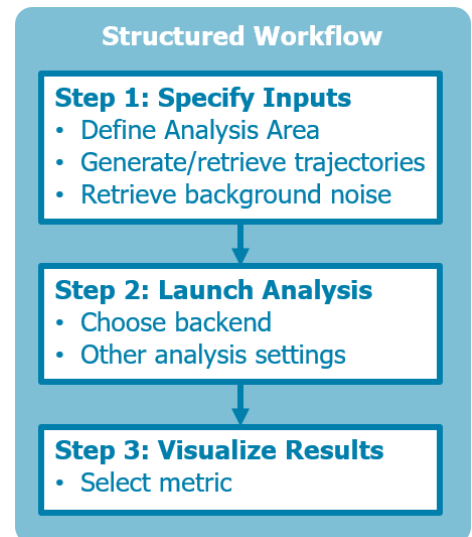 Structured Workflow
Step 1: Specify Inputs
• Define Analysis Area
• Generate/retrieve trajectories
• Retrieve background noise
Step 2: Launch Analysis
• Choose backend
• Other analysis settings
Step 3: Visualize Results
• Select metric